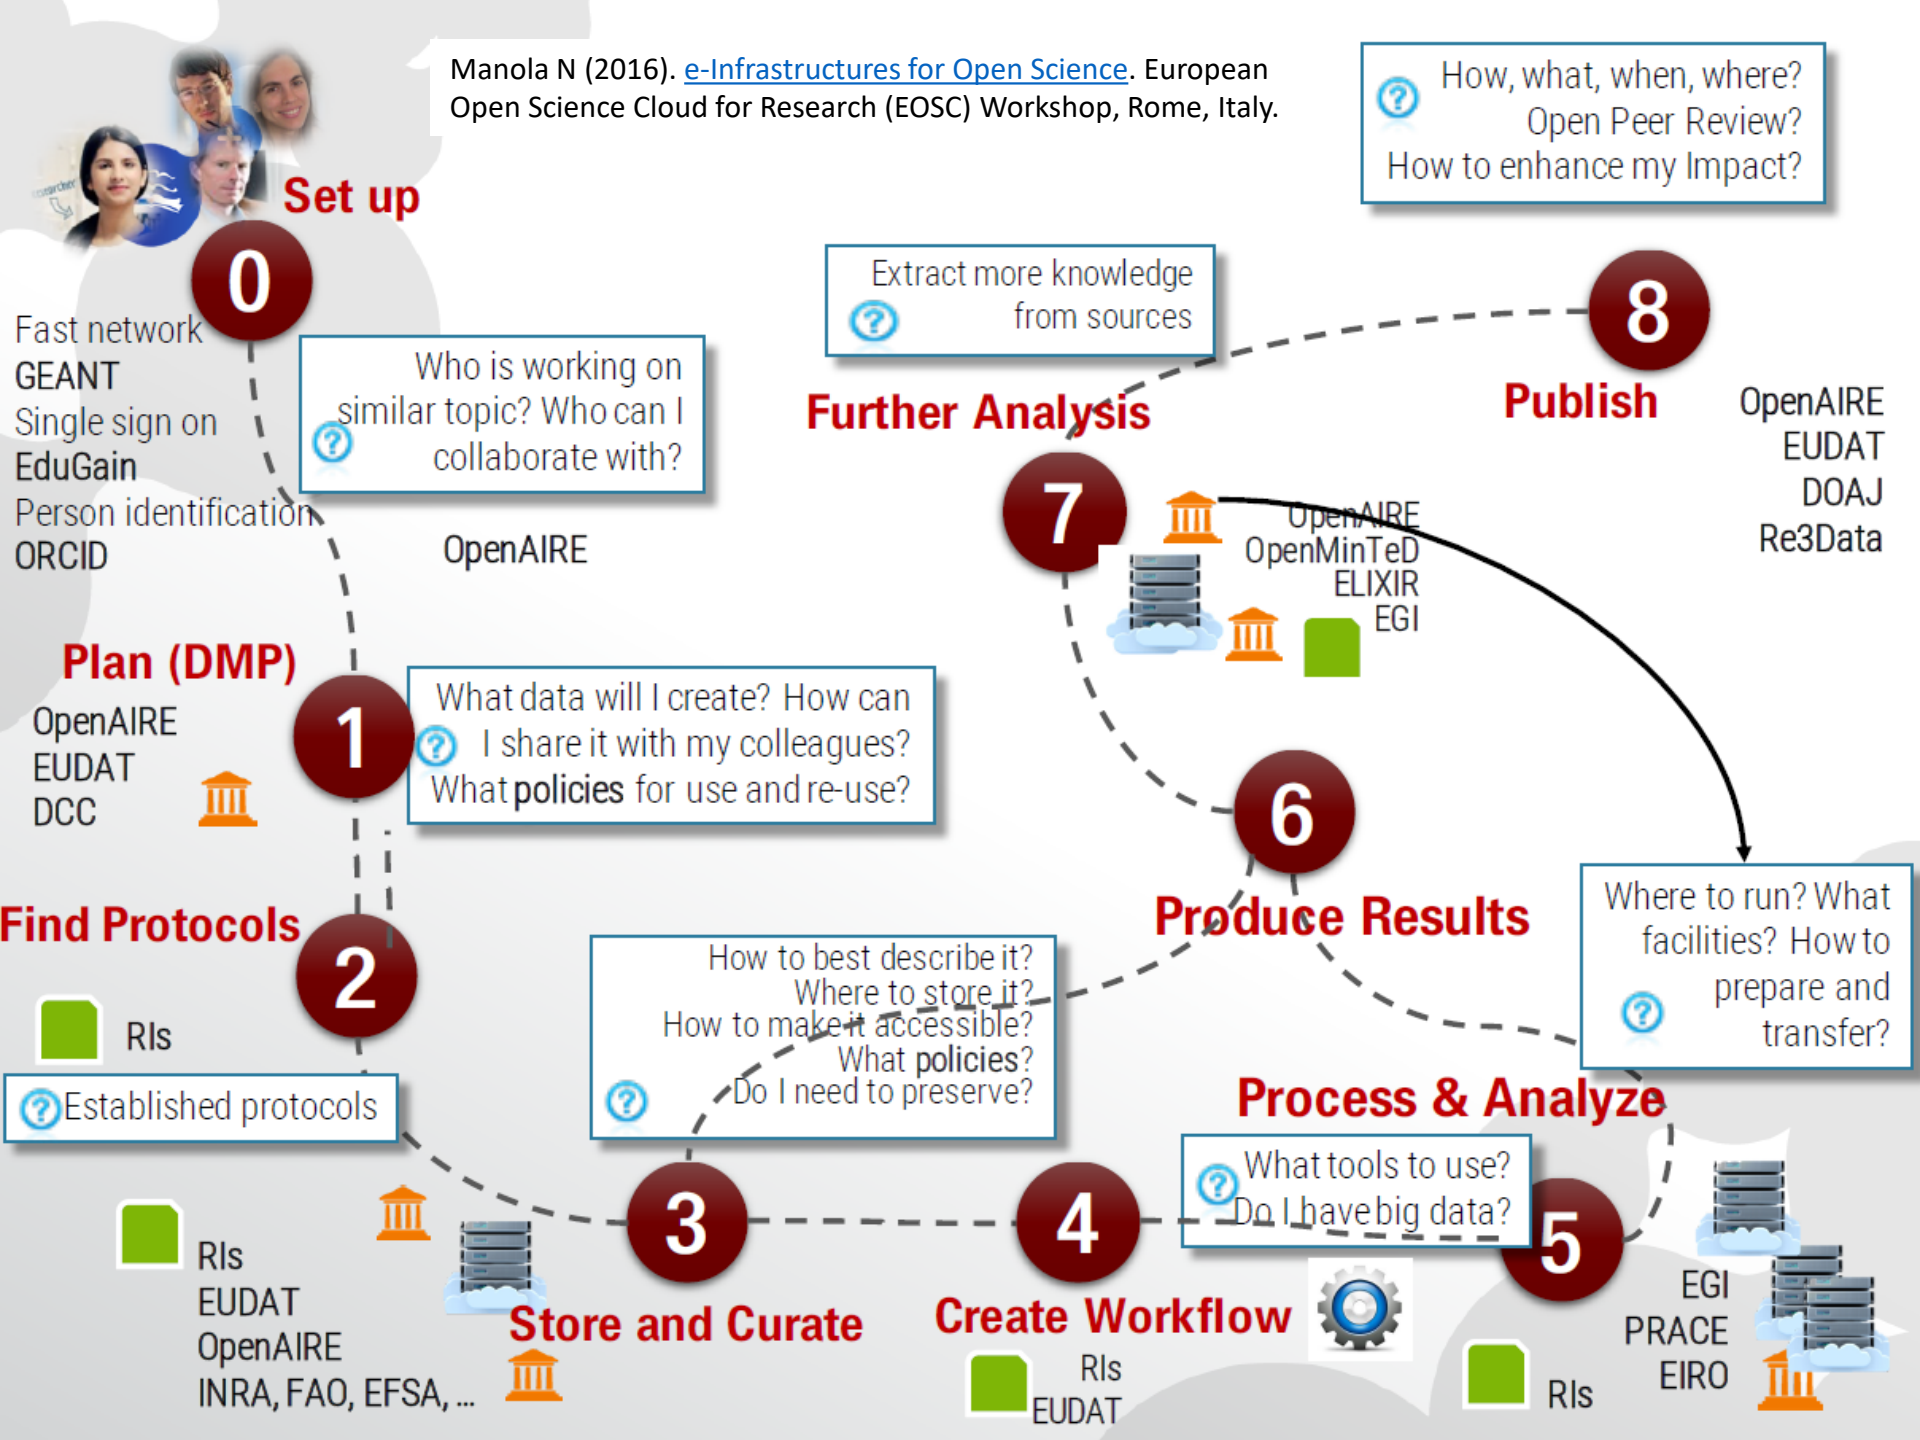 Manola N (2016). e-Infrastructures for Open Science. European
Open Science Cloud for Research (EOSC) Workshop, Rome, Italy.
How, what, when, where?
Open Peer Review?
How to enhance my Impact?
Set up
0
Fast network
GEANT
Single sign on
EduGain
Person identification
ORCID
Who is working on
similar topic? Who can I
collaborate with?
OpenAIRE
Extract more knowledge
from sources
Further Analysis
7
OpenAIRE
OpenMinTeD
ELIXIR
EGI
8
Publish
OpenAIRE
EUDAT
DOAJ
Re3Data
Plan (DMP)
1
OpenAIRE
EUDAT
DCC
What data will I create? How can
I share it with my colleagues?
What policies for use and re-use?
6
Produce Results
Where to run? What
facilities? How to
prepare and
transfer?
Find Protocols
2
RIs
Established protocols
How to best describe it?
Where to store it?
How to make it accessible?
What policies?
Do I need to preserve?
3
Store and Curate
RIs
EUDAT
OpenAIRE
INRA, FAO, EFSA, ...
4
Create Workflow
RIs
EUDAT
Process & Analyze
What tools to use?
Do I have big data?
5
EGI
PRACE
EIRO
RIs